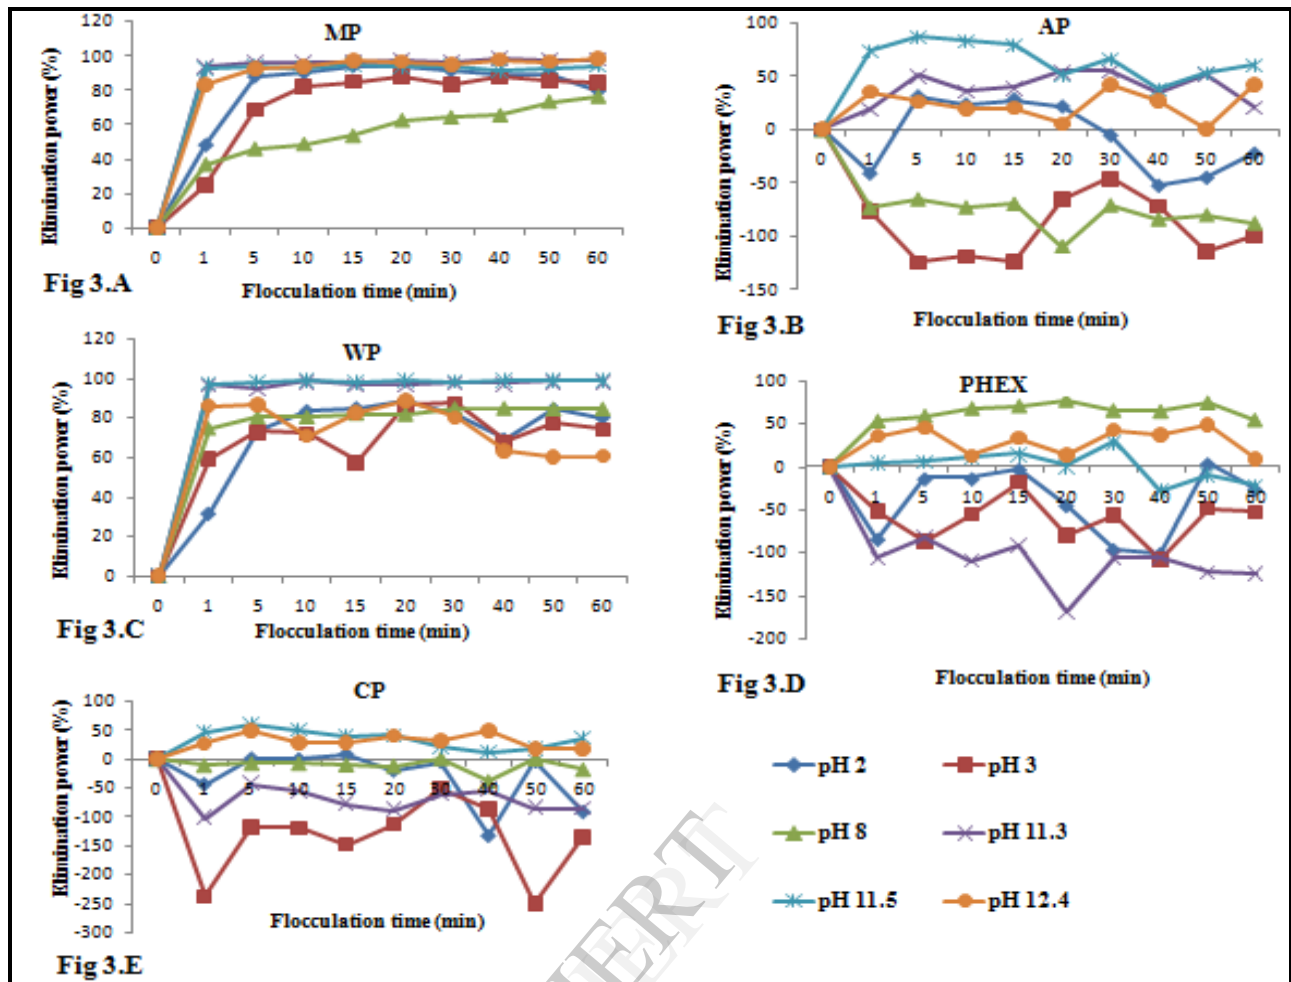 MP
Elimination power (%)
120
100
80
60
40
20
0
0 1 5 10 15 20 30 40 50 60
Flocculation time (min)
Fig 3.A
AP
Elimination power (%)
100
50
0
-50
-100
-150
0 1 5 10 15 20 30 40 50 60
Flocculation time (min)
Fig 3.B
WP
Elimination power (%)
120
100
80
60
40
20
0
0 1 5 10 15 20 30 40 50 60
Flocculation time (min)
Fig 3.C
PHEX
Elimination power (%)
100
50
0
-50
-100
-150
-200
0 1 5 10 15 20 30 40 50 60
Flocculation time (min)
Fig 3.D
CP
Elimination power (%)
100
50
0
-50
-100
-150
-200
-250
-300
0 1 5 10 15 20 30 40 50 60
Flocculation time (min)
Fig 3.E
pH 2
pH 3
pH 8
pH 11.3
pH 11.5
pH 12.4
IJERT